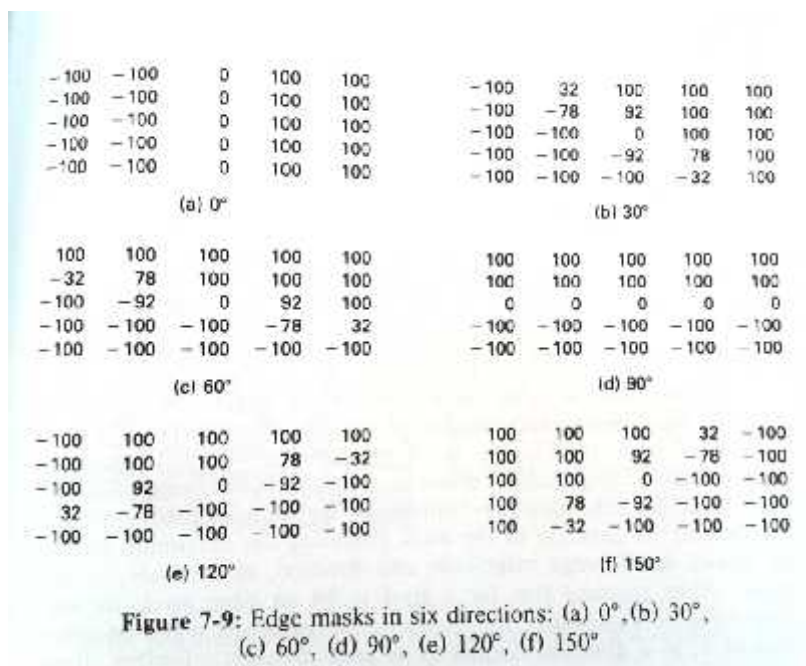 -100 -100 0 100 100
-100 -100 0 100 100
-100 -100 0 100 100
-100 -100 0 100 100
-100 -100 0 100 100
(a) 0°
-100 32 100 100 100
-100 -78 92 100 100
-100 -100 0 100 100
-100 -100 -92 78 100
-100 -100 -100 -32 100
(b) 30°
100 100 100 100 100
-32 78 100 100 100
-100 -92 0 92 100
-100 -100 -100 -78 32
-100 -100 -100 -100 -100
(c) 60°
100 100 100 100 100
100 100 100 100 100
0 0 0 0 0
-100 -100 -100 -100 -100
-100 -100 -100 -100 -100
(d) 90°
-100 100 100 100 100
-100 100 100 78 -32
-100 92 0 -92 -100
32 -78 -100 -100 -100
-100 -100 -100 -100 -100
(e) 120°
100 100 100 32 -100
100 100 92 -78 -100
100 100 0 -100 -100
100 78 -92 -100 -100
100 -32 -100 -100 -100
(f) 150°
Figure 7-9: Edge masks in six directions: (a) 0°,(b) 30°,
(c) 60°, (d) 90°, (e) 120°, (f) 150°